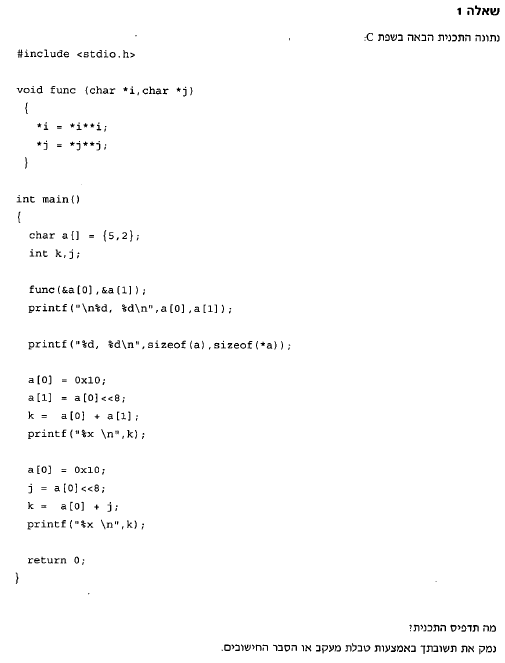 שאלה 1
נתונה התכנית הבאה בשפת C:
#include <stdio.h>
void func (char *i,char *j)
{
*i = *i**i;
*j = *j**j;
}
int main()
{
char a[] = {5,2};
int k,j;
func(&a[0],&a[1]);
printf("\n%d, %d\n",a[0],a[1]);
printf("%d, %d\n",sizeof(a),sizeof(*a));
a[0] = 0x10;
a[1] = a[0]<<8;
k = a[0] + a[1];
printf("%x \n",k);
a[0] = 0x10;
j = a[0]<<8;
k = a[0] + j;
printf("%x \n",k);
return 0;
}
מה תדפיס התכנית?
נמק את תשובתך באמצעות טבלת מעקב או הסבר החישובים.